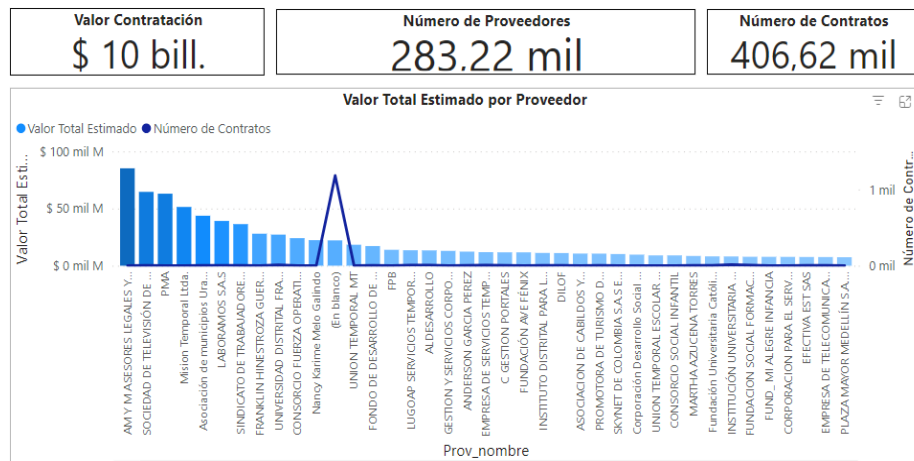 Valor Contratación
$ 10 bill.
Número de Proveedores
283,22 mil
Número de Contratos
406,62 mil
Valor Total Estimado por Proveedor
Valor Total Estimado
Número de Contratos
Valor Total Esti...
$ 100 mil M
$ 50 mil M
$ 0 mil M
1 mil
0 mil
Número de Contr...
AM Y M ASESORES LEGALES Y ...
SOCIEDAD DE TELEVISIÓN DE ...
PMA
Mision Temporal Ltda.
Asociación de municipios Ura...
LABORAMOS S.A.S
SINDICATO DE TRABAJADORE...
FRANKLIN HINESTROZA GUER...
UNIVERSIDAD DISTRITAL FRA...
CONSORCIO FUERZA OPERATI...
Nancy Karime Melo Galindo
(En blanco)
UNION TEMPORAL MT
FONDO DE DESARROLLO DE ...
FPB
LUGOAP SERVICIOS TEMPOR...
ALDESARROLLO
GESTION Y SERVICIOS CORPO...
ANDERSON GARCIA PEREZ
EMPRESA DE SERVICIOS TEMP...
C GESTION PORTALES
FUNDACIÓN AVE FÉNIX
INSTITUTO DISTRITAL PARA L...
DILOF
ASOCIACION DE CABILDOS Y...
PROMOTORA DE TURISMO D...
SKYNET DE COLOMBIA S.A.S E...
Corporación Desarrollo Social ...
UNION TEMPORAL ESCOLAR...
CONSORCIO SOCIAL INFANTIL
MARTHA AZUCENA TORRES
Fundación Universitaria Católi...
INSTITUCIÓN UNIVERSITARIA ...
FUNDACION SOCIAL FORMAC...
FUND_ MI ALEGRE INFANCIA
CORPORACION PARA EL SERV...
EFECTIVA EST SAS
EMPRESA DE TELECOMUNICA...
PLAZA MAYOR MEDELLÍN S.A....
Prov_nombre